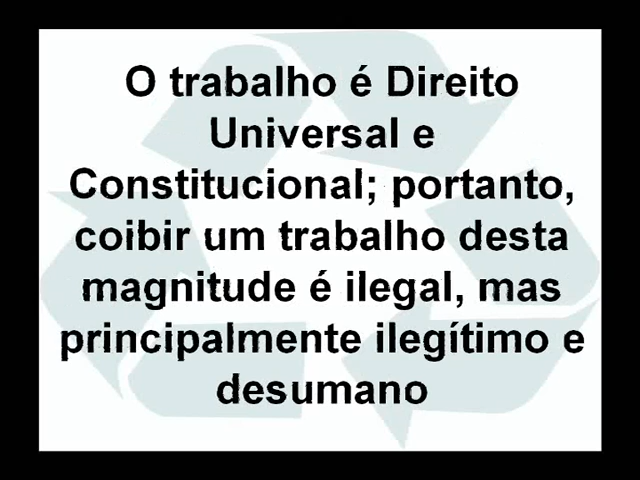 O trabalho é Direito
Universal e
Constitucional; portanto,
coibir um trabalho desta
magnitude é ilegal, mas
principalmente ilegítimo e
desumano